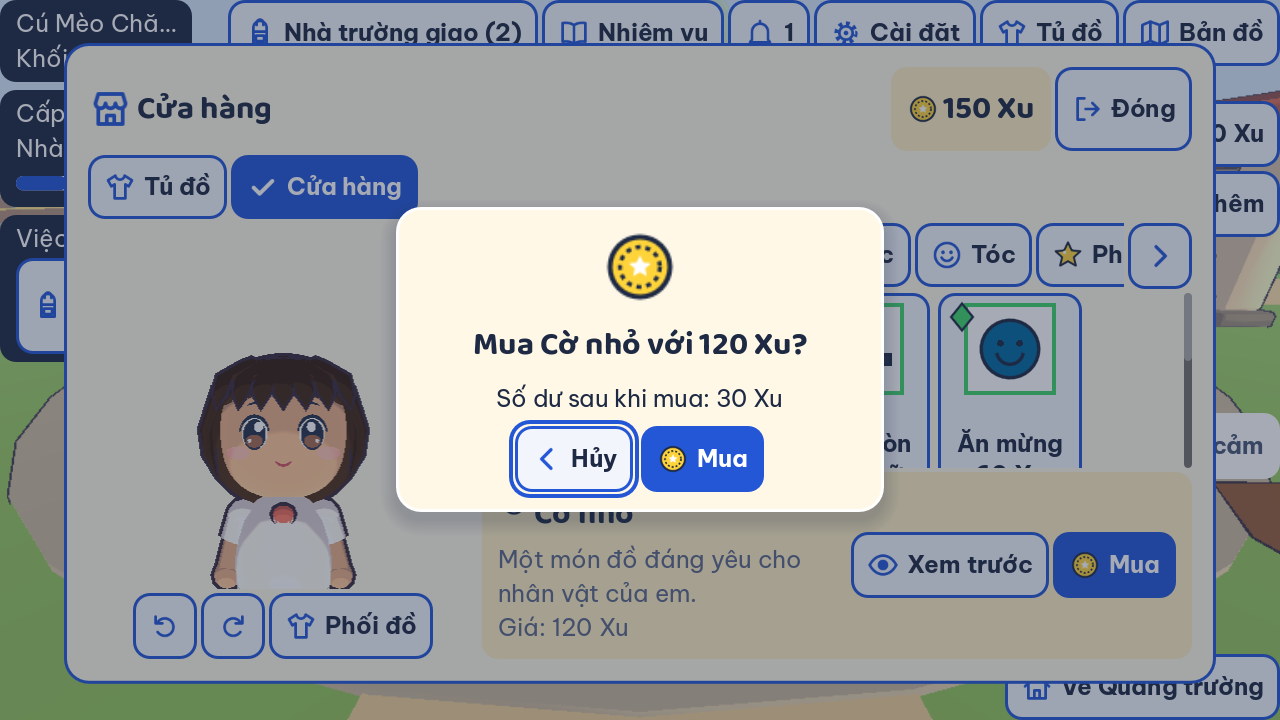 Cú Mèo Chă...
Khối
Nhà trường giao (2)
Nhiệm vụ
1
Cài đặt
Tủ đồ
Bản đồ
Cấp
Nhà
Cửa hàng
150 Xu
Đóng
0 Xu
Tủ đồ
Cửa hàng
hêm
Việc
c
Tóc
Ph
Mua Cờ nhỏ với 120 Xu?
Số dư sau khi mua: 30 Xu
Hủy
Mua
òn
Ăn mừng
cảm
Cờ nhỏ
Một món đồ đáng yêu cho
nhân vật của em.
Giá: 120 Xu
Xem trước
Mua
Phối đồ
Về Quảng trường